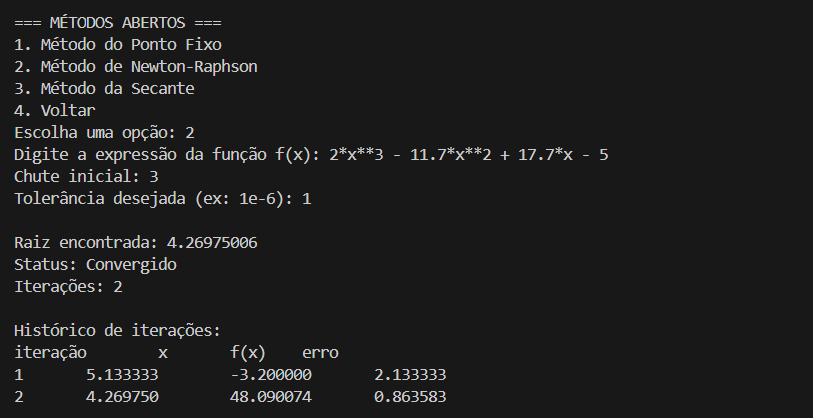 === MÉTODOS ABERTOS ===
1. Método do Ponto Fixo
2. Método de Newton-Raphson
3. Método da Secante
4. Voltar
Escolha uma opção: 2
Digite a expressão da função f(x): 2*x**3 - 11.7*x**2 + 17.7*x - 5
Chute inicial: 3
Tolerância desejada (ex: 1e-6): 1
Raiz encontrada: 4.26975006
Status: Convergido
Iterações: 2
Histórico de iterações:
iteração x f(x) erro
1 5.133333 -3.200000 2.133333
2 4.269750 48.090074 0.863583